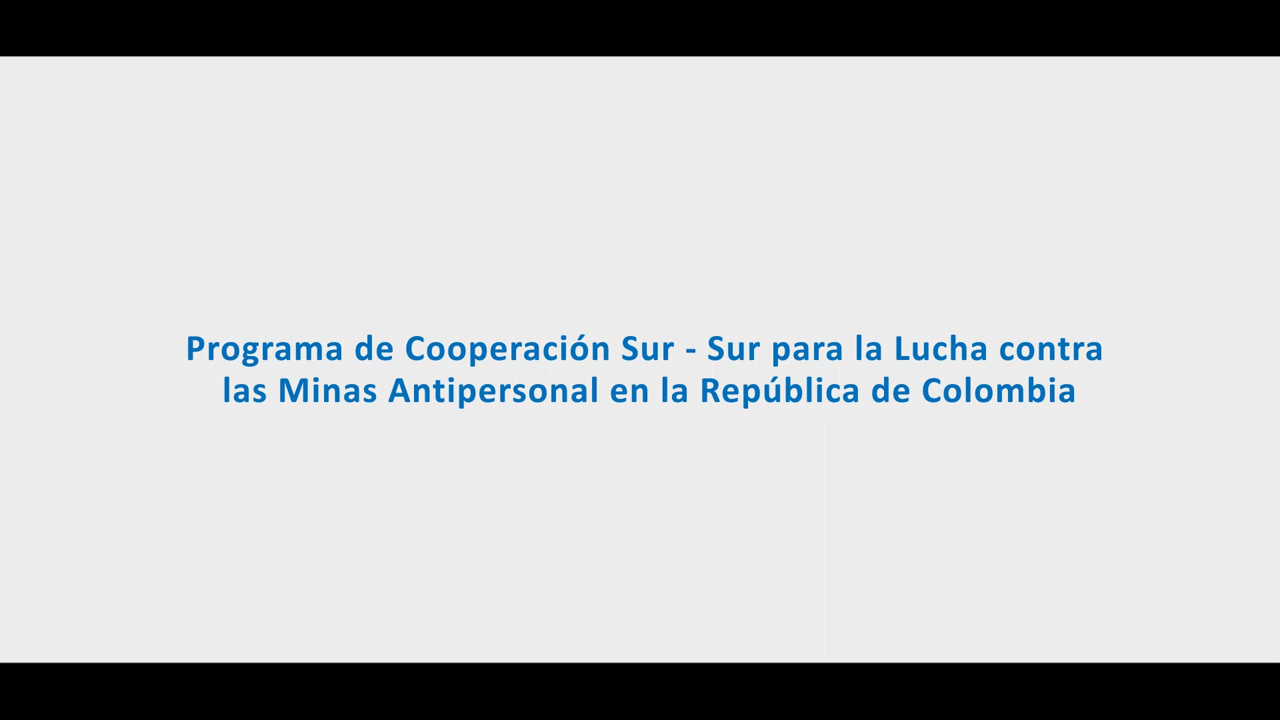 Programa de Cooperación Sur - Sur para la Lucha contra
las Minas Antipersonal en la República de Colombia